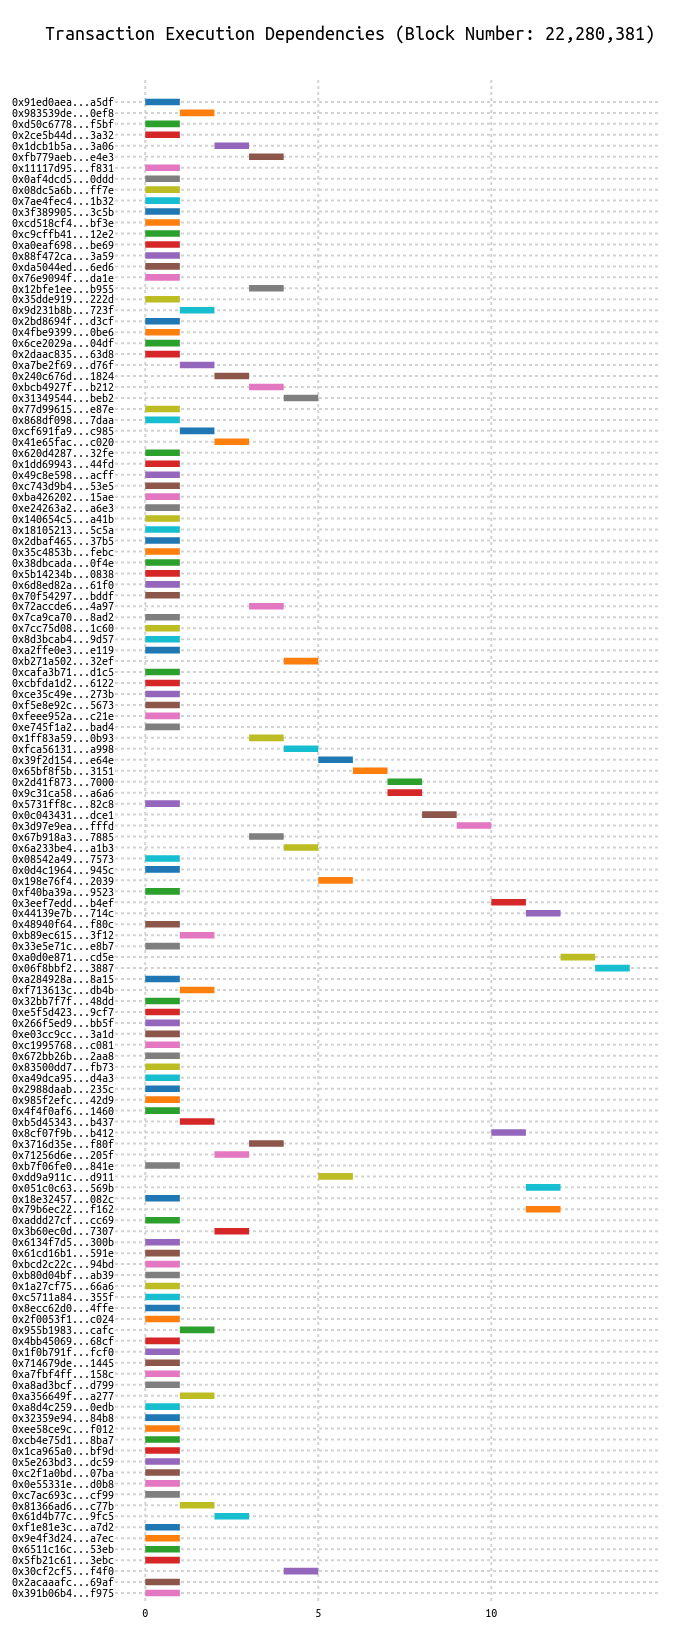 Transaction Execution Dependencies (Block Number: 22,280,381)
0x91ed0aea...a5df
0x983539de...0ef8
0xd50c6778...f5bf
0x2ce5b44d...3a32
0x1dcb1b5a...3a06
0xfb779aeb...e4e3
0x11117d95...f831
0x0af4dcd5...0ddd
0x08dc5a6b...ff7e
0x7ae4fec4...1b32
0x3f389905...3c5b
0xcd518cf4...bf3e
0xc9cffb41...12e2
0xa0eaf698...be69
0x88f472ca...3a59
0xda5044ed...6ed6
0x76e9094f...da1e
0x12bfe1ee...b955
0x35dde919...222d
0x9d231b8b...723f
0x2bd8694f...d3cf
0x4fbe9399...0be6
0x6ce2029a...04df
0x2daac835...63d8
0xa7be2f69...d76f
0x240c676d...1824
0xbcb4927f...b212
0x31349544...beb2
0x77d99615...e87e
0x868df098...7daa
0xcf691fa9...c985
0x41e65fac...c020
0x620d4287...32fe
0x1dd69943...44fd
0x49c8e598...acff
0xc743d9b4...53e5
0xba426202...15ae
0xe24263a2...a6e3
0x140654c5...a41b
0x18105213...5c5a
0x2dbaf465...37b5
0x35c4853b...febc
0x38dbcada...0f4e
0x5b14234b...0838
0x6d8ed82a...61f0
0x70f54297...bddf
0x72accde6...4a97
0x7ca9ca70...8ad2
0x7cc75d08...1c60
0x8d3bcab4...9d57
0xa2ffe0e3...e119
0xb271a502...32ef
0xcafa3b71...d1c5
0xcbfda1d2...6122
0xce35c49e...273b
0xf5e8e92c...5673
0xfeee952a...c21e
0xe745f1a2...bad4
0x1ff83a59...0b93
0xfca56131...a998
0x39f2d154...e64e
0x65bf8f5b...3151
0x2d41f873...7000
0x9c31ca58...a6a6
0x5731ff8c...82c8
0x0c043431...dce1
0x3d97e9ea...fffd
0x67b918a3...7885
0x6a233be4...a1b3
0x08542a49...7573
0x0d4c1964...945c
0x198e76f4...2039
0xf40ba39a...9523
0x3eef7edd...b4ef
0x44139e7b...714c
0x48940f64...f80c
0xb89ec615...3f12
0x33e5e71c...e8b7
0xa0d0e871...cd5e
0x06f8bbf2...3887
0xa284928a...8a15
0xf713613c...db4b
0x32bb7f7f...48dd
0xe5f5d423...9cf7
0x266f5ed9...bb5f
0xe03cc9cc...3a1d
0xc1995768...c081
0x672bb26b...2aa8
0x83500dd7...fb73
0xa49dca95...d4a3
0x2988daab...235c
0x985f2efc...42d9
0x4f4f0af6...1460
0xb5d45343...b437
0x8cf07f9b...b412
0x3716d35e...f80f
0x71256d6e...205f
0xb7f06fe0...841e
0xdd9a911c...d911
0x051c0c63...569b
0x18e32457...082c
0x79b6ec22...f162
0xaddd27cf...cc69
0x3b60ec0d...7307
0x6134f7d5...300b
0x61cd16b1...591e
0xbcd2c22c...94bd
0xb80d04bf...ab39
0x1a27cf75...66a6
0xc5711a84...355f
0x8ecc62d0...4ffe
0x2f0053f1...c024
0x955b1983...cafc
0x4bb45069...68cf
0x1f0b791f...fcf0
0x714679de...1445
0xa7fbf4ff...158c
0xa8ad3bcf...d799
0xa356649f...a277
0xa8d4c259...0edb
0x32359e94...84b8
0xee58ce9c...f012
0xcb4e75d1...8ba7
0x1ca965a0...bf9d
0x5e263bd3...dc59
0xc2f1a0bd...07ba
0x0e55331e...d0b8
0xc7ac693c...cf99
0x81366ad6...c77b
0x61d4b77c...9fc5
0xf1e81e3c...a7d2
0x9e4f3d24...a7ec
0x6511c16c...53eb
0x5fb21c61...3ebc
0x30cf2cf5...f4f0
0x2acaaafc...69af
0x391b06b4...f975
0 5 10